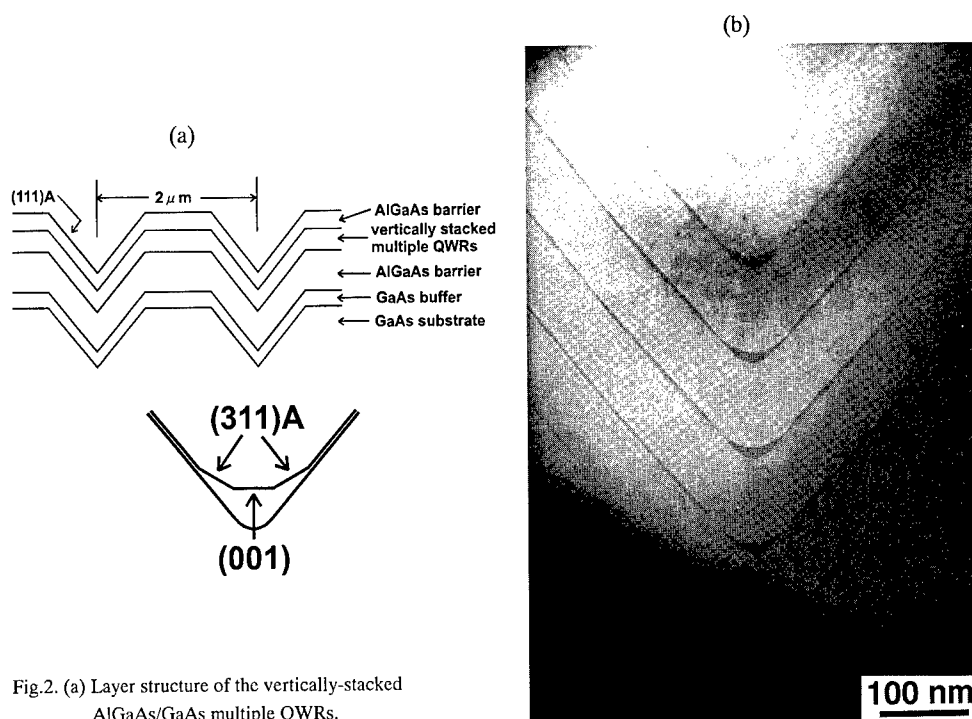 (a)
(111)A
2 μm
AlGaAs barrier
vertically stacked
multiple QWRs
AlGaAs barrier
GaAs buffer
GaAs substrate
(311)A
(001)
Fig.2. (a) Layer structure of the vertically-stacked
AlGaAs/GaAs multiple QWRs.
(b)
100 nm